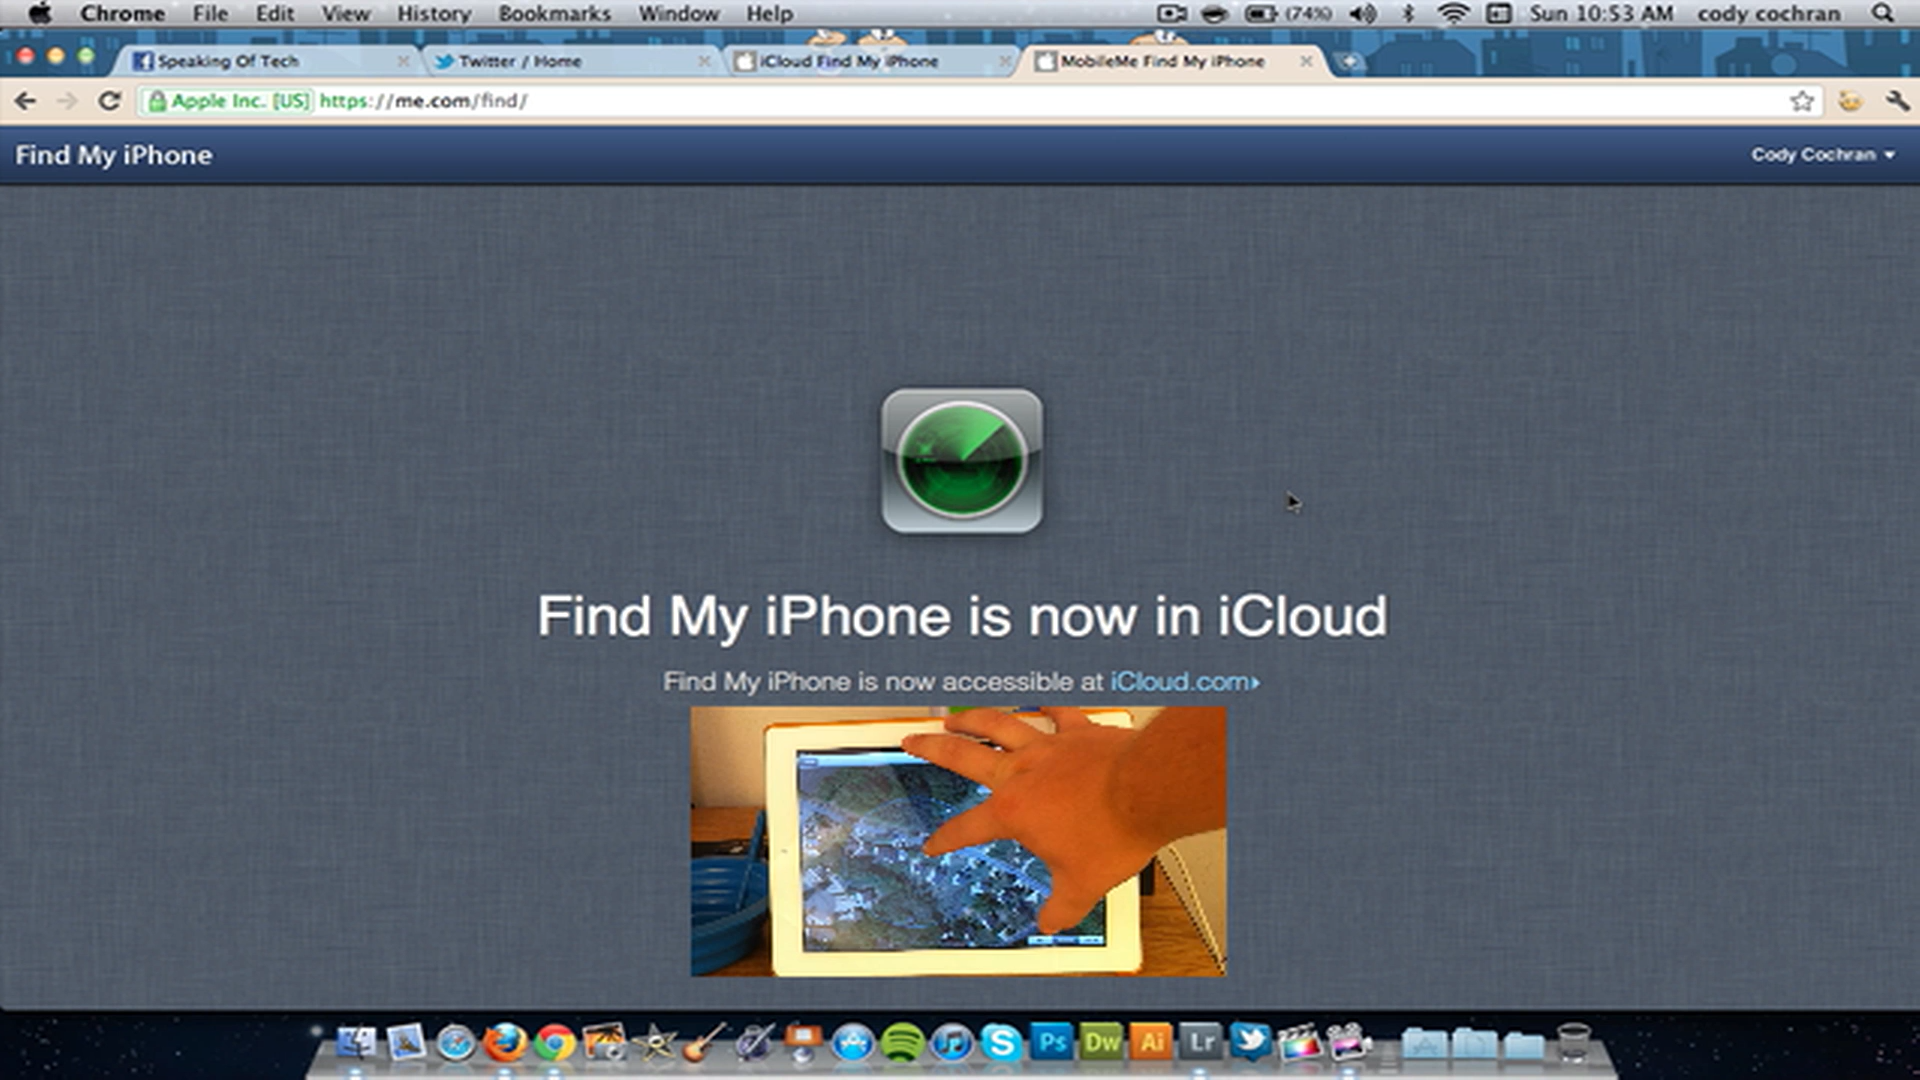 Chrome File Edit View History Bookmarks Window Help (74%) Sun 10:53 AM cody cochran
Speaking Of Tech Twitter / Home iCloud Find My iPhone MobileMe Find My iPhone
Apple Inc. [US] https://me.com/find/
Find My iPhone Cody Cochran
Find My iPhone is now in iCloud
Find My iPhone is now accessible at iCloud.com
Ps Dw Ai Lr